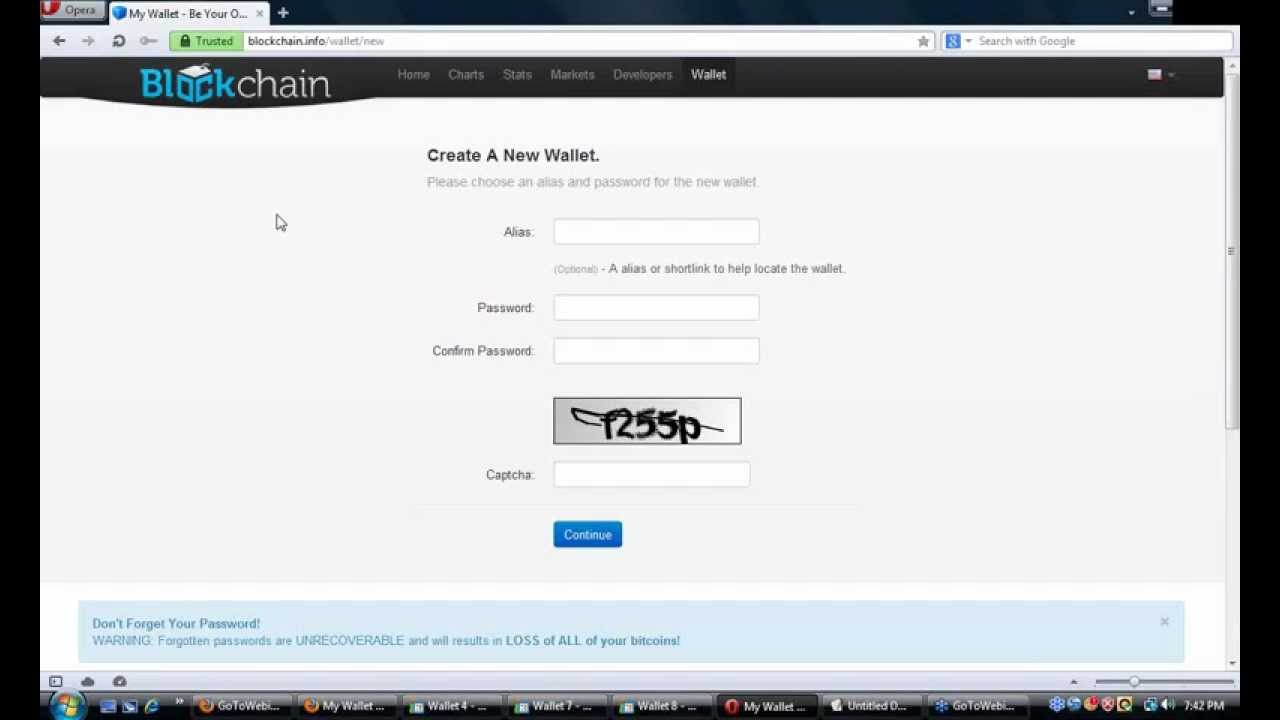 Opera
My Wallet - Be Your O...
Trusted
blockchain.info/wallet/new
Search with Google
Blockchain
Home
Charts
Stats
Markets
Developers
Wallet
Create A New Wallet.
Please choose an alias and password for the new wallet.
Alias:
(Optional) - A alias or shortlink to help locate the wallet.
Password:
Confirm Password:
Captcha:
Continue
Don't Forget Your Password!
WARNING: Forgotten passwords are UNRECOVERABLE and will results in LOSS of ALL of your bitcoins!
GoToWebi...
My Wallet ...
Wallet 4 - ...
Wallet 7 - ...
Wallet 8 - ...
My Wallet ...
Untitled D...
GoToWebi...
7:42 PM